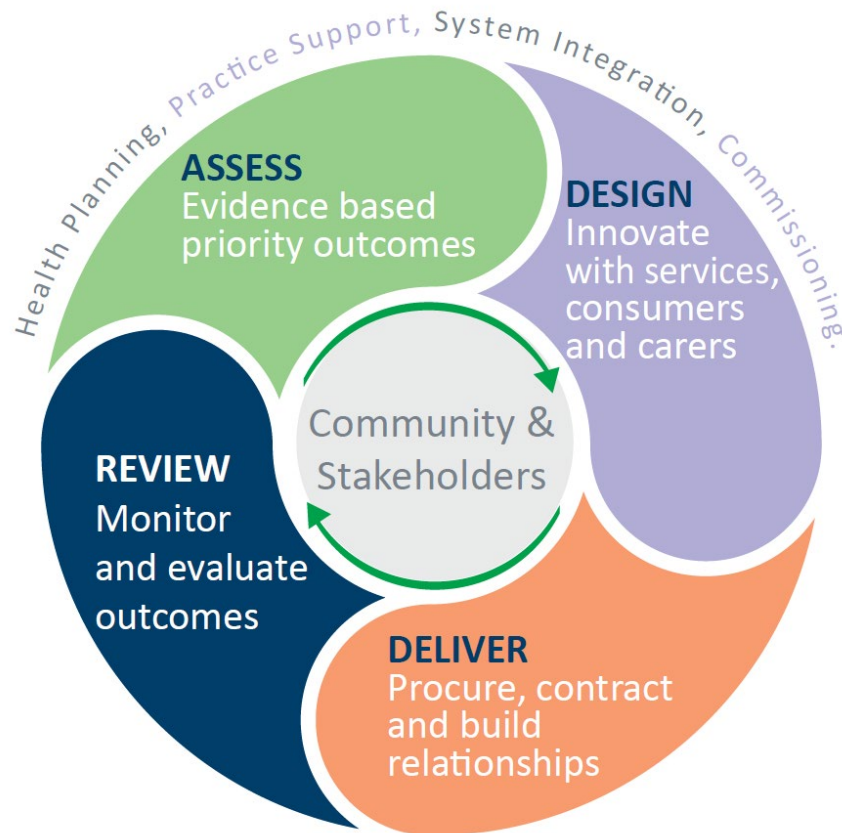 Health Planning, Practice Support, System Integration, Commissioning.
ASSESS
Evidence based
priority outcomes
DESIGN
Innovate
with services,
consumers
and carers
Community &
Stakeholders
REVIEW
Monitor
and evaluate
outcomes
DELIVER
Procure, contract
and build
relationships